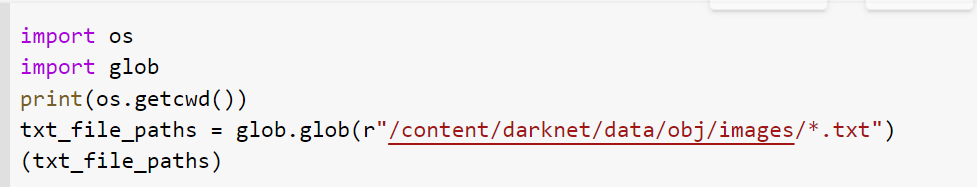 import os
import glob
print(os.getcwd())
txt_file_paths = glob.glob(r"/content/darknet/data/obj/images/*.txt")
(txt_file_paths)